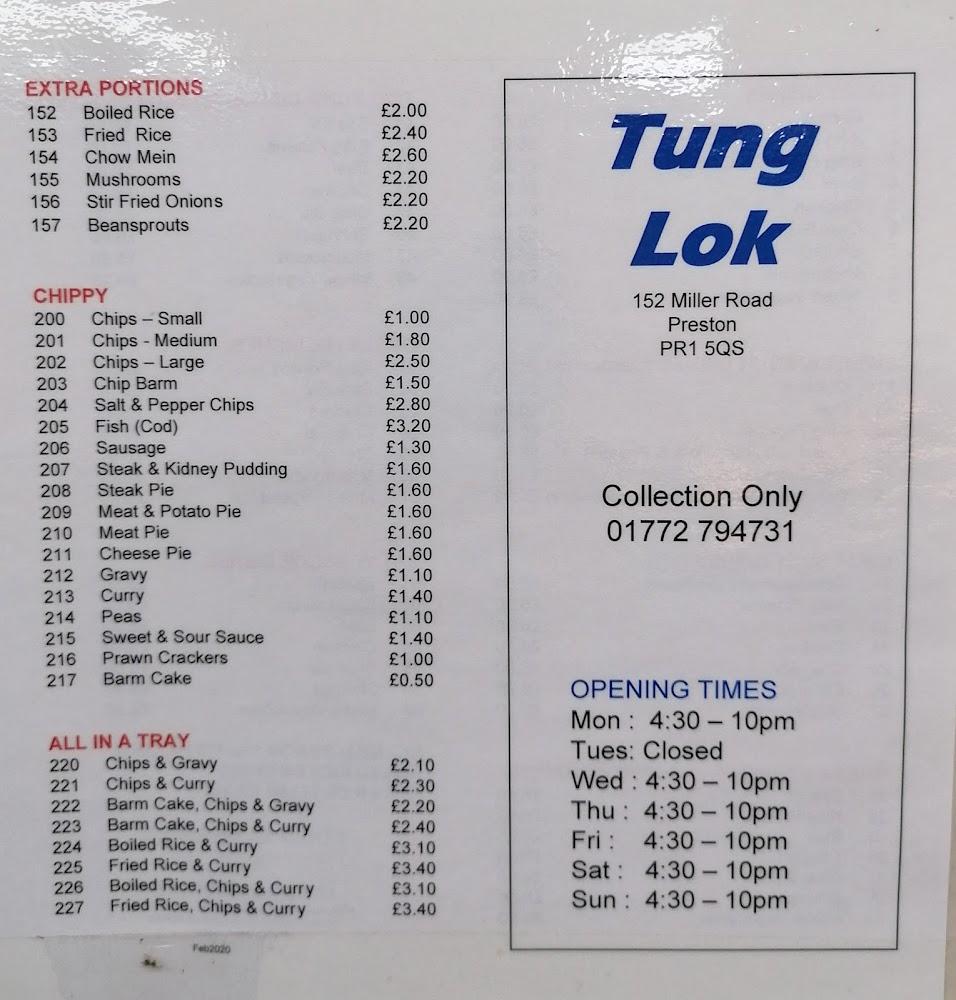 EXTRA PORTIONS
152 Boiled Rice £2.00
153 Fried Rice £2.40
154 Chow Mein £2.60
155 Mushrooms £2.20
156 Stir Fried Onions £2.20
157 Beansprouts £2.20
CHIPPY
200 Chips – Small £1.00
201 Chips - Medium £1.80
202 Chips – Large £2.50
203 Chip Barm £1.50
204 Salt & Pepper Chips £2.80
205 Fish (Cod) £3.20
206 Sausage £1.30
207 Steak & Kidney Pudding £1.60
208 Steak Pie £1.60
209 Meat & Potato Pie £1.60
210 Meat Pie £1.60
211 Cheese Pie £1.60
212 Gravy £1.10
213 Curry £1.40
214 Peas £1.10
215 Sweet & Sour Sauce £1.40
216 Prawn Crackers £1.00
217 Barm Cake £0.50
ALL IN A TRAY
220 Chips & Gravy £2.10
221 Chips & Curry £2.30
222 Barm Cake, Chips & Gravy £2.20
223 Barm Cake, Chips & Curry £2.40
224 Boiled Rice & Curry £3.10
225 Fried Rice & Curry £3.40
226 Boiled Rice, Chips & Curry £3.10
227 Fried Rice, Chips & Curry £3.40
Feb2020
Tung
Lok
152 Miller Road
Preston
PR1 5QS
Collection Only
01772 794731
OPENING TIMES
Mon : 4:30 – 10pm
Tues: Closed
Wed : 4:30 – 10pm
Thu : 4:30 – 10pm
Fri : 4:30 – 10pm
Sat : 4:30 – 10pm
Sun : 4:30 – 10pm